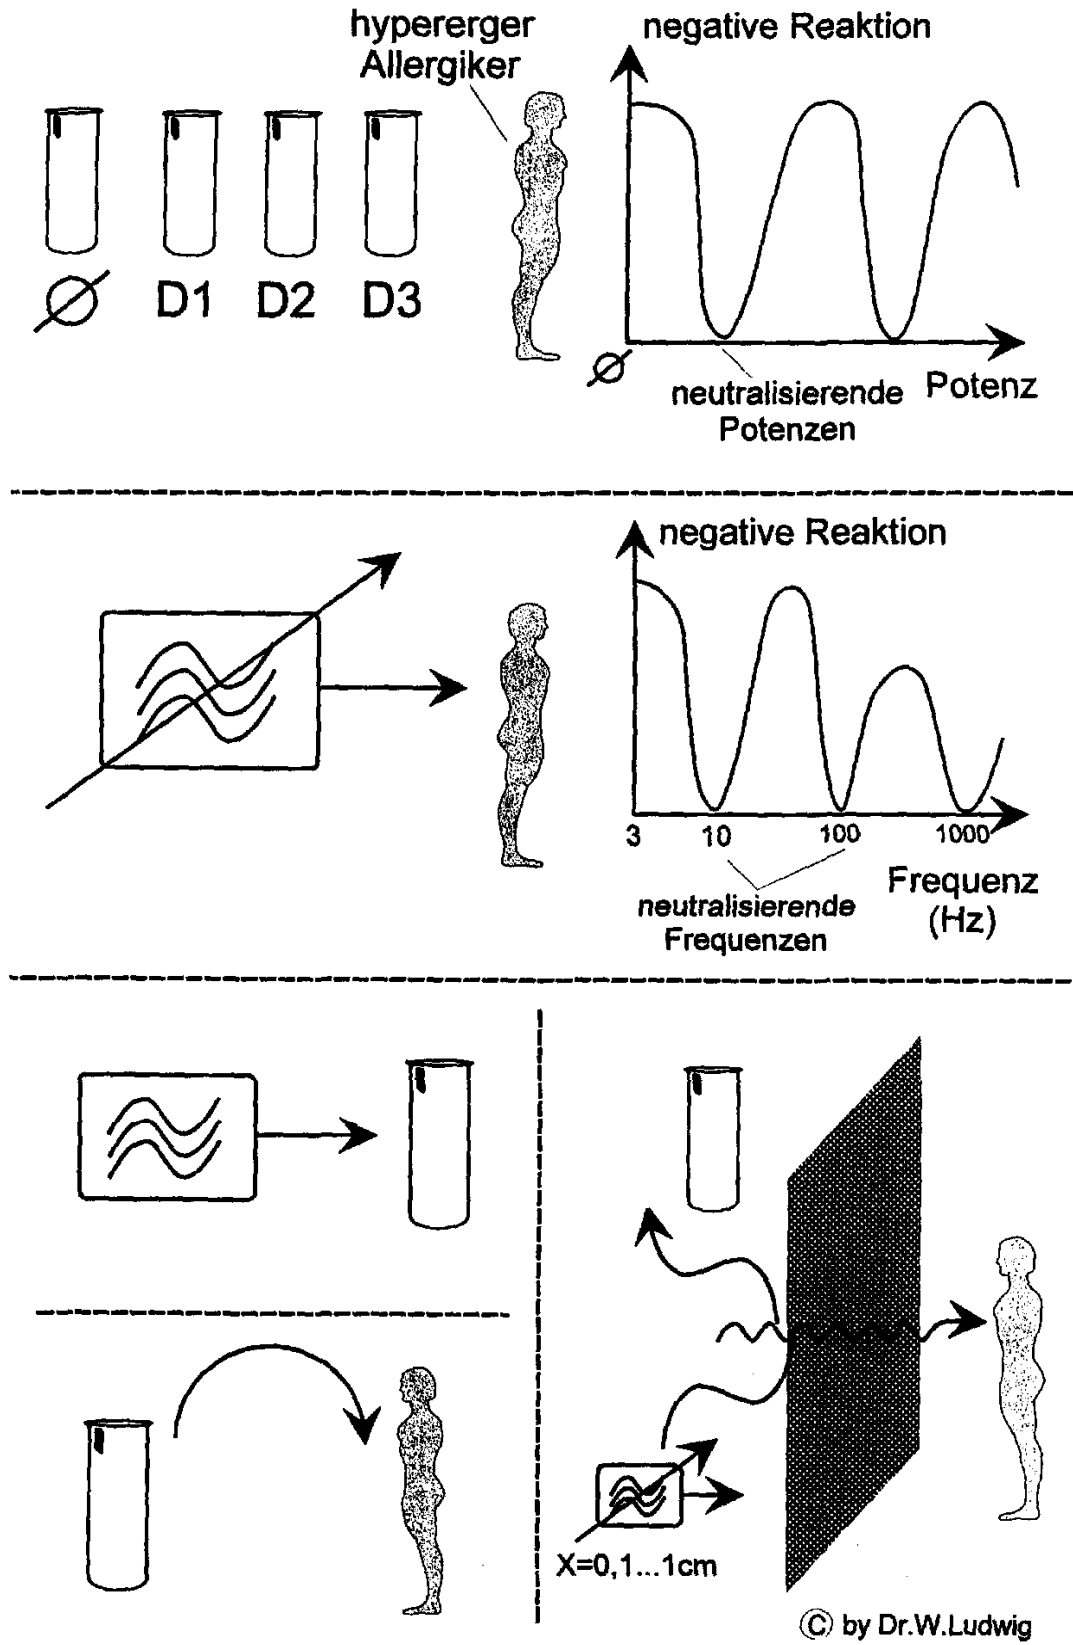 hypererger
Allergiker
negative Reaktion
Ø
D1
D2
D3
Ø
neutralisierende
Potenzen
Potenz
negative Reaktion
3
10
100
1000
neutralisierende
Frequenzen
Frequenz
(Hz)
X=0,1...1cm
© by Dr.W.Ludwig